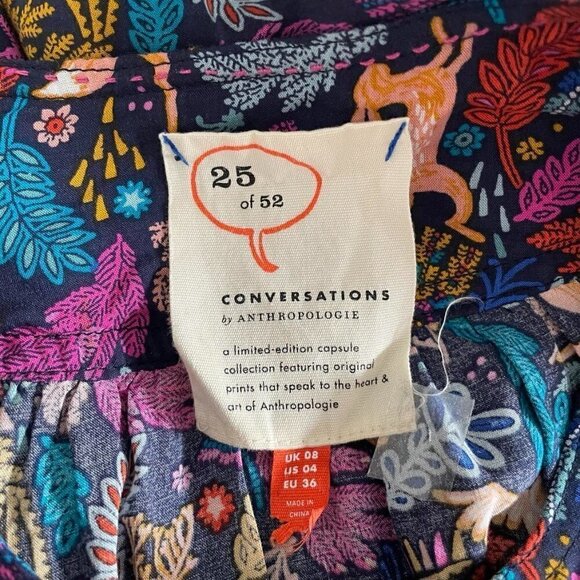 25
of 52
CONVERSATIONS
by ANTHROPOLOGIE
a limited-edition capsule
collection featuring original
prints that speak to the heart &
art of Anthropologie
UK 08
US 04
EU 36
MADE IN
CHINA